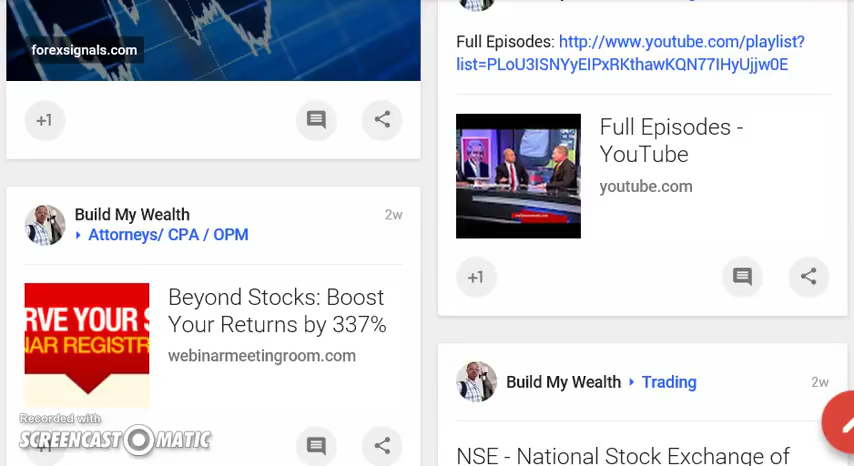 forexsignals.com
+1
Build My Wealth
2w
Attorneys/ CPA / OPM
RVE YOUR S
NAR REGISTR
Beyond Stocks: Boost
Your Returns by 337%
webinarmeetingroom.com
Recorded with
SCREENCAST-O-MATIC
+1
Full Episodes: http://www.youtube.com/playlist?
list=PLoU3ISNYyEIPxRKthawKQN77IHyUjjw0E
Full Episodes -
YouTube
youtube.com
+1
Build My Wealth
Trading
2w
NSE - National Stock Exchange of